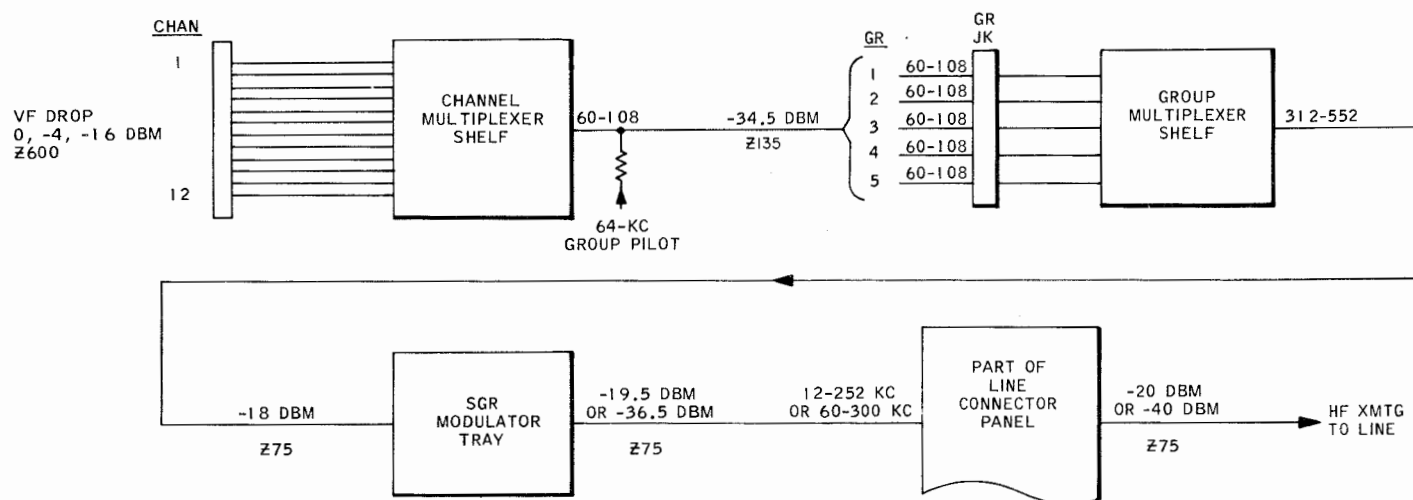 CHAN
1
12
VF DROP
0, -4, -16 DBM
Z600
CHANNEL
MULTIPLEXER
SHELF
60-108
64-KC
GROUP PILOT
-34.5 DBM
Z135
GR
1
2
3
4
5
60-108
60-108
60-108
60-108
60-108
GR
JK
GROUP
MULTIPLEXER
SHELF
312-552
-18 DBM
Z75
SGR
MODULATOR
TRAY
-19.5 DBM
OR -36.5 DBM
Z75
12-252 KC
OR 60-300 KC
PART OF
LINE
CONNECTOR
PANEL
-20 DBM
OR -40 DBM
Z75
HF XMTG
TO LINE